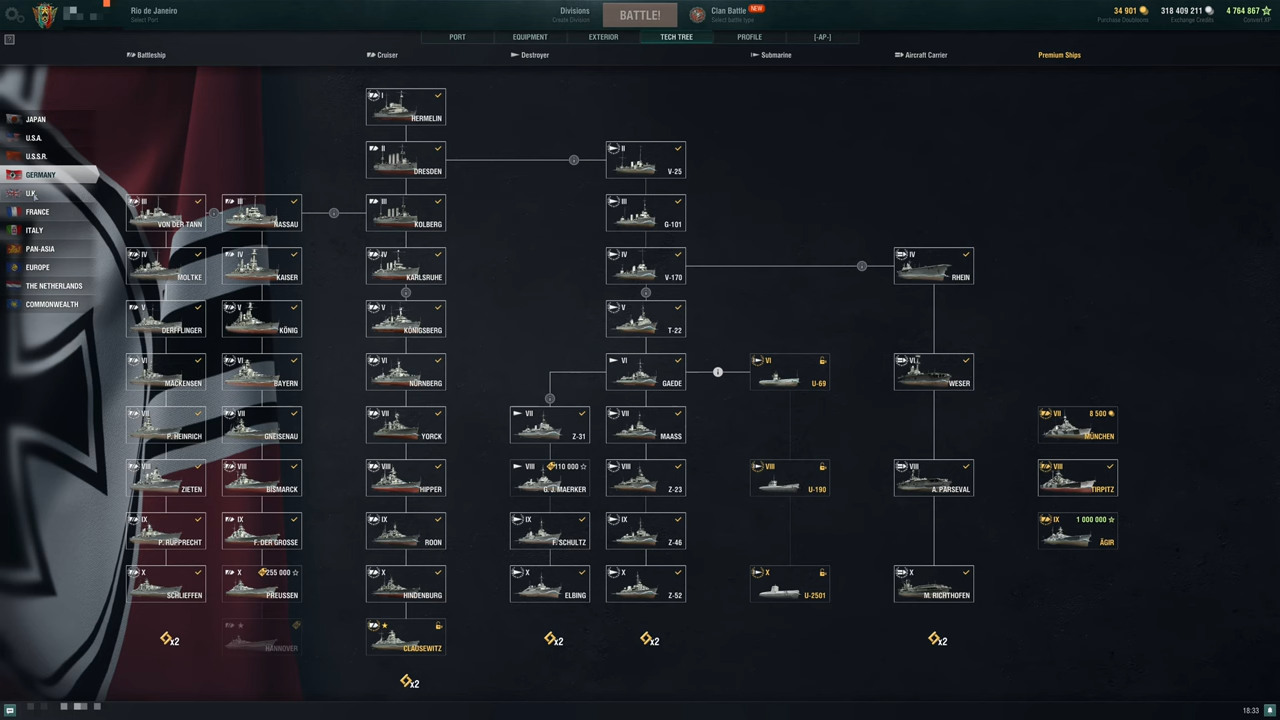 Rio de Janeiro
Select Port
Divisions
Create Division
BATTLE!
Clan Battle NEW
Select battle type
34 901
Purchase Doubloons
318 409 211
Exchange Credits
4 764 867
Convert XP
PORT
EQUIPMENT
EXTERIOR
TECH TREE
PROFILE
[-AP-]
Battleship
Cruiser
Destroyer
Submarine
Aircraft Carrier
Premium Ships
JAPAN
U.S.A.
U.S.S.R.
GERMANY
U.K.
FRANCE
ITALY
PAN-ASIA
EUROPE
THE NETHERLANDS
COMMONWEALTH
I HERMELIN
II DRESDEN
II V-25
III VON DER TANN
III NASSAU
III KOLBERG
III G-101
IV MOLTKE
IV KAISER
IV KARLSRUHE
IV V-170
IV RHEIN
V DERFFLINGER
V KÖNIG
V KÖNIGSBERG
V T-22
VI MACKENSEN
VI BAYERN
VI NÜRNBERG
VI GAEDE
VI U-69
VI WESER
VII P. HEINRICH
VII GNEISENAU
VII YORCK
VII Z-31
VII MAASS
VII 8 500 MÜNCHEN
VIII ZIETEN
VIII BISMARCK
VIII HIPPER
VIII 110 000 G. J. MAERKER
VIII Z-23
VIII U-190
VIII A. PARSEVAL
VIII TIRPITZ
IX P. RUPPRECHT
IX F. DER GROSSE
IX ROON
IX F. SCHULTZ
IX Z-46
IX 1 000 000 ÄGIR
X SCHLIEFFEN
X 255 000 PREUSSEN
X HINDENBURG
X ELBING
X Z-52
X U-2501
X M. RICHTHOFEN
x2
HANNOVER
CLAUSEWITZ
x2
x2
x2
x2
18:33